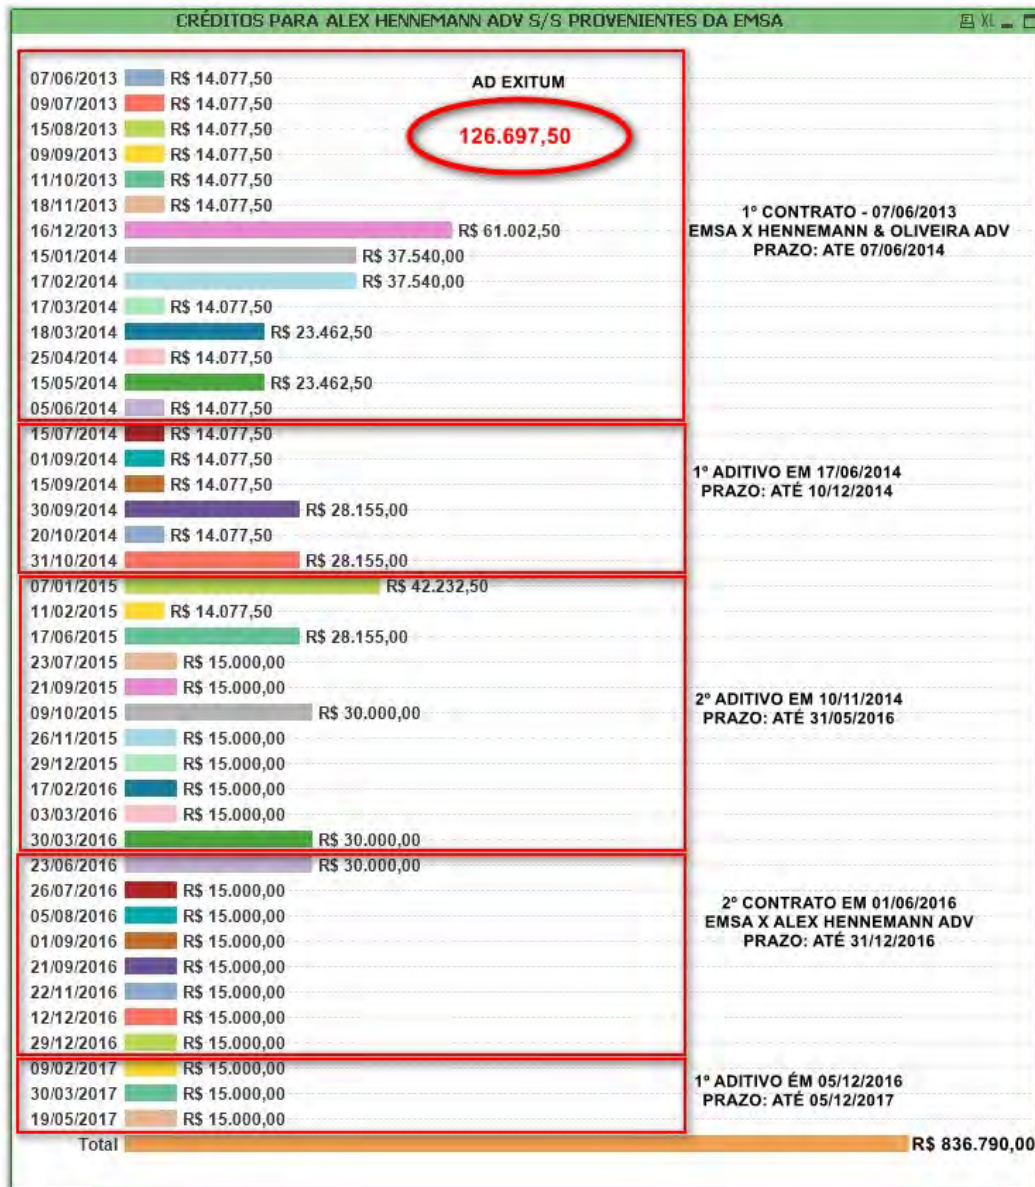 CRÉDITOS PARA ALEX HENNEMANN ADV S/S PROVENIENTES DA EMSA
XL
07/06/2013 R$ 14.077,50
AD EXITUM
09/07/2013 R$ 14.077,50
15/08/2013 R$ 14.077,50
126.697,50
09/09/2013 R$ 14.077,50
11/10/2013 R$ 14.077,50
18/11/2013 R$ 14.077,50
16/12/2013 R$ 61.002,50
15/01/2014 R$ 37.540,00
17/02/2014 R$ 37.540,00
17/03/2014 R$ 14.077,50
18/03/2014 R$ 23.462,50
25/04/2014 R$ 14.077,50
15/05/2014 R$ 23.462,50
05/06/2014 R$ 14.077,50
1º CONTRATO - 07/06/2013
EMSA X HENNEMANN & OLIVEIRA ADV
PRAZO: ATE 07/06/2014
15/07/2014 R$ 14.077,50
01/09/2014 R$ 14.077,50
15/09/2014 R$ 14.077,50
30/09/2014 R$ 28.155,00
20/10/2014 R$ 14.077,50
31/10/2014 R$ 28.155,00
1º ADITIVO EM 17/06/2014
PRAZO: ATÉ 10/12/2014
07/01/2015 R$ 42.232,50
11/02/2015 R$ 14.077,50
17/06/2015 R$ 28.155,00
23/07/2015 R$ 15.000,00
21/09/2015 R$ 15.000,00
09/10/2015 R$ 30.000,00
26/11/2015 R$ 15.000,00
29/12/2015 R$ 15.000,00
17/02/2016 R$ 15.000,00
03/03/2016 R$ 15.000,00
30/03/2016 R$ 30.000,00
2º ADITIVO EM 10/11/2014
PRAZO: ATÉ 31/05/2016
23/06/2016 R$ 30.000,00
26/07/2016 R$ 15.000,00
05/08/2016 R$ 15.000,00
01/09/2016 R$ 15.000,00
21/09/2016 R$ 15.000,00
22/11/2016 R$ 15.000,00
12/12/2016 R$ 15.000,00
29/12/2016 R$ 15.000,00
2º CONTRATO EM 01/06/2016
EMSA X ALEX HENNEMANN ADV
PRAZO: ATÉ 31/12/2016
09/02/2017 R$ 15.000,00
30/03/2017 R$ 15.000,00
19/05/2017 R$ 15.000,00
1º ADITIVO ÉM 05/12/2016
PRAZO: ATÉ 05/12/2017
Total R$ 836.790,00